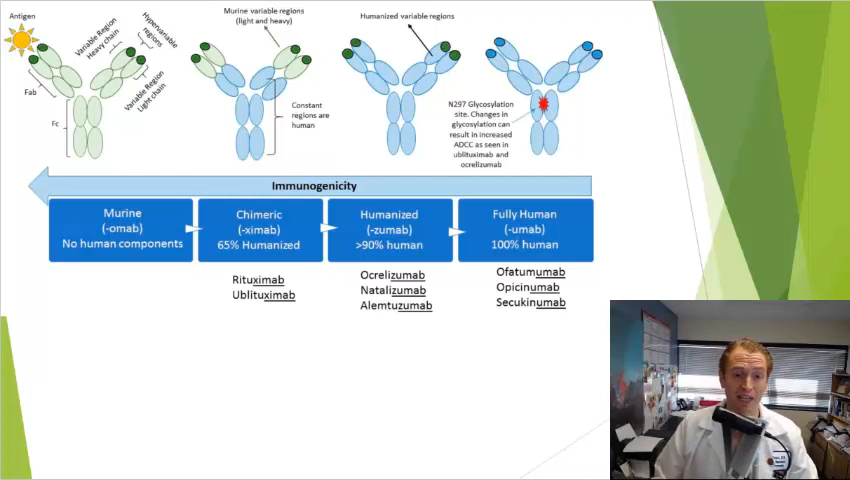 Antigen
Variable Region
Heavy chain
Hypervariable
regions
Variable Region
Light chain
Fab
Fc
Murine variable regions
(light and heavy)
Constant
regions are
human
Humanized variable regions
N297 Glycosylation
site. Changes in
glycosylation can
result in increased
ADCC as seen in
ublituximab and
ocrelizumab
Immunogenicity
Murine
(-omab)
No human components
Chimeric
(-ximab)
65% Humanized
Humanized
(-zumab)
>90% human
Fully Human
(-umab)
100% human
Rituximab
Ublituximab
Ocrelizumab
Natalizumab
Alemtuzumab
Ofatumumab
Opicinumab
Secukinumab